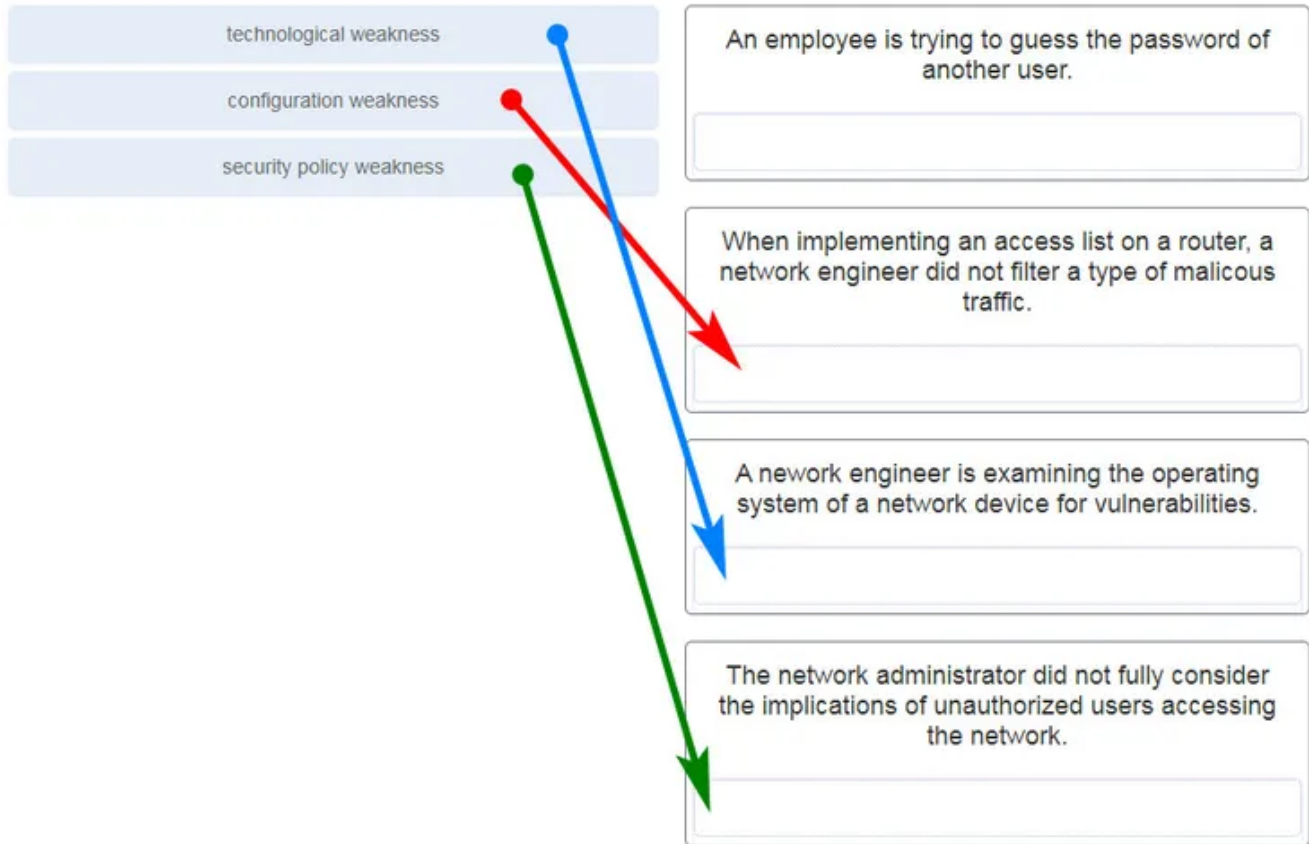 technological weakness
configuration weakness
security policy weakness
An employee is trying to guess the password of
another user.
When implementing an access list on a router, a
network engineer did not filter a type of malicous
traffic.
A nework engineer is examining the operating
system of a network device for vulnerabilities.
The network administrator did not fully consider
the implications of unauthorized users accessing
the network.